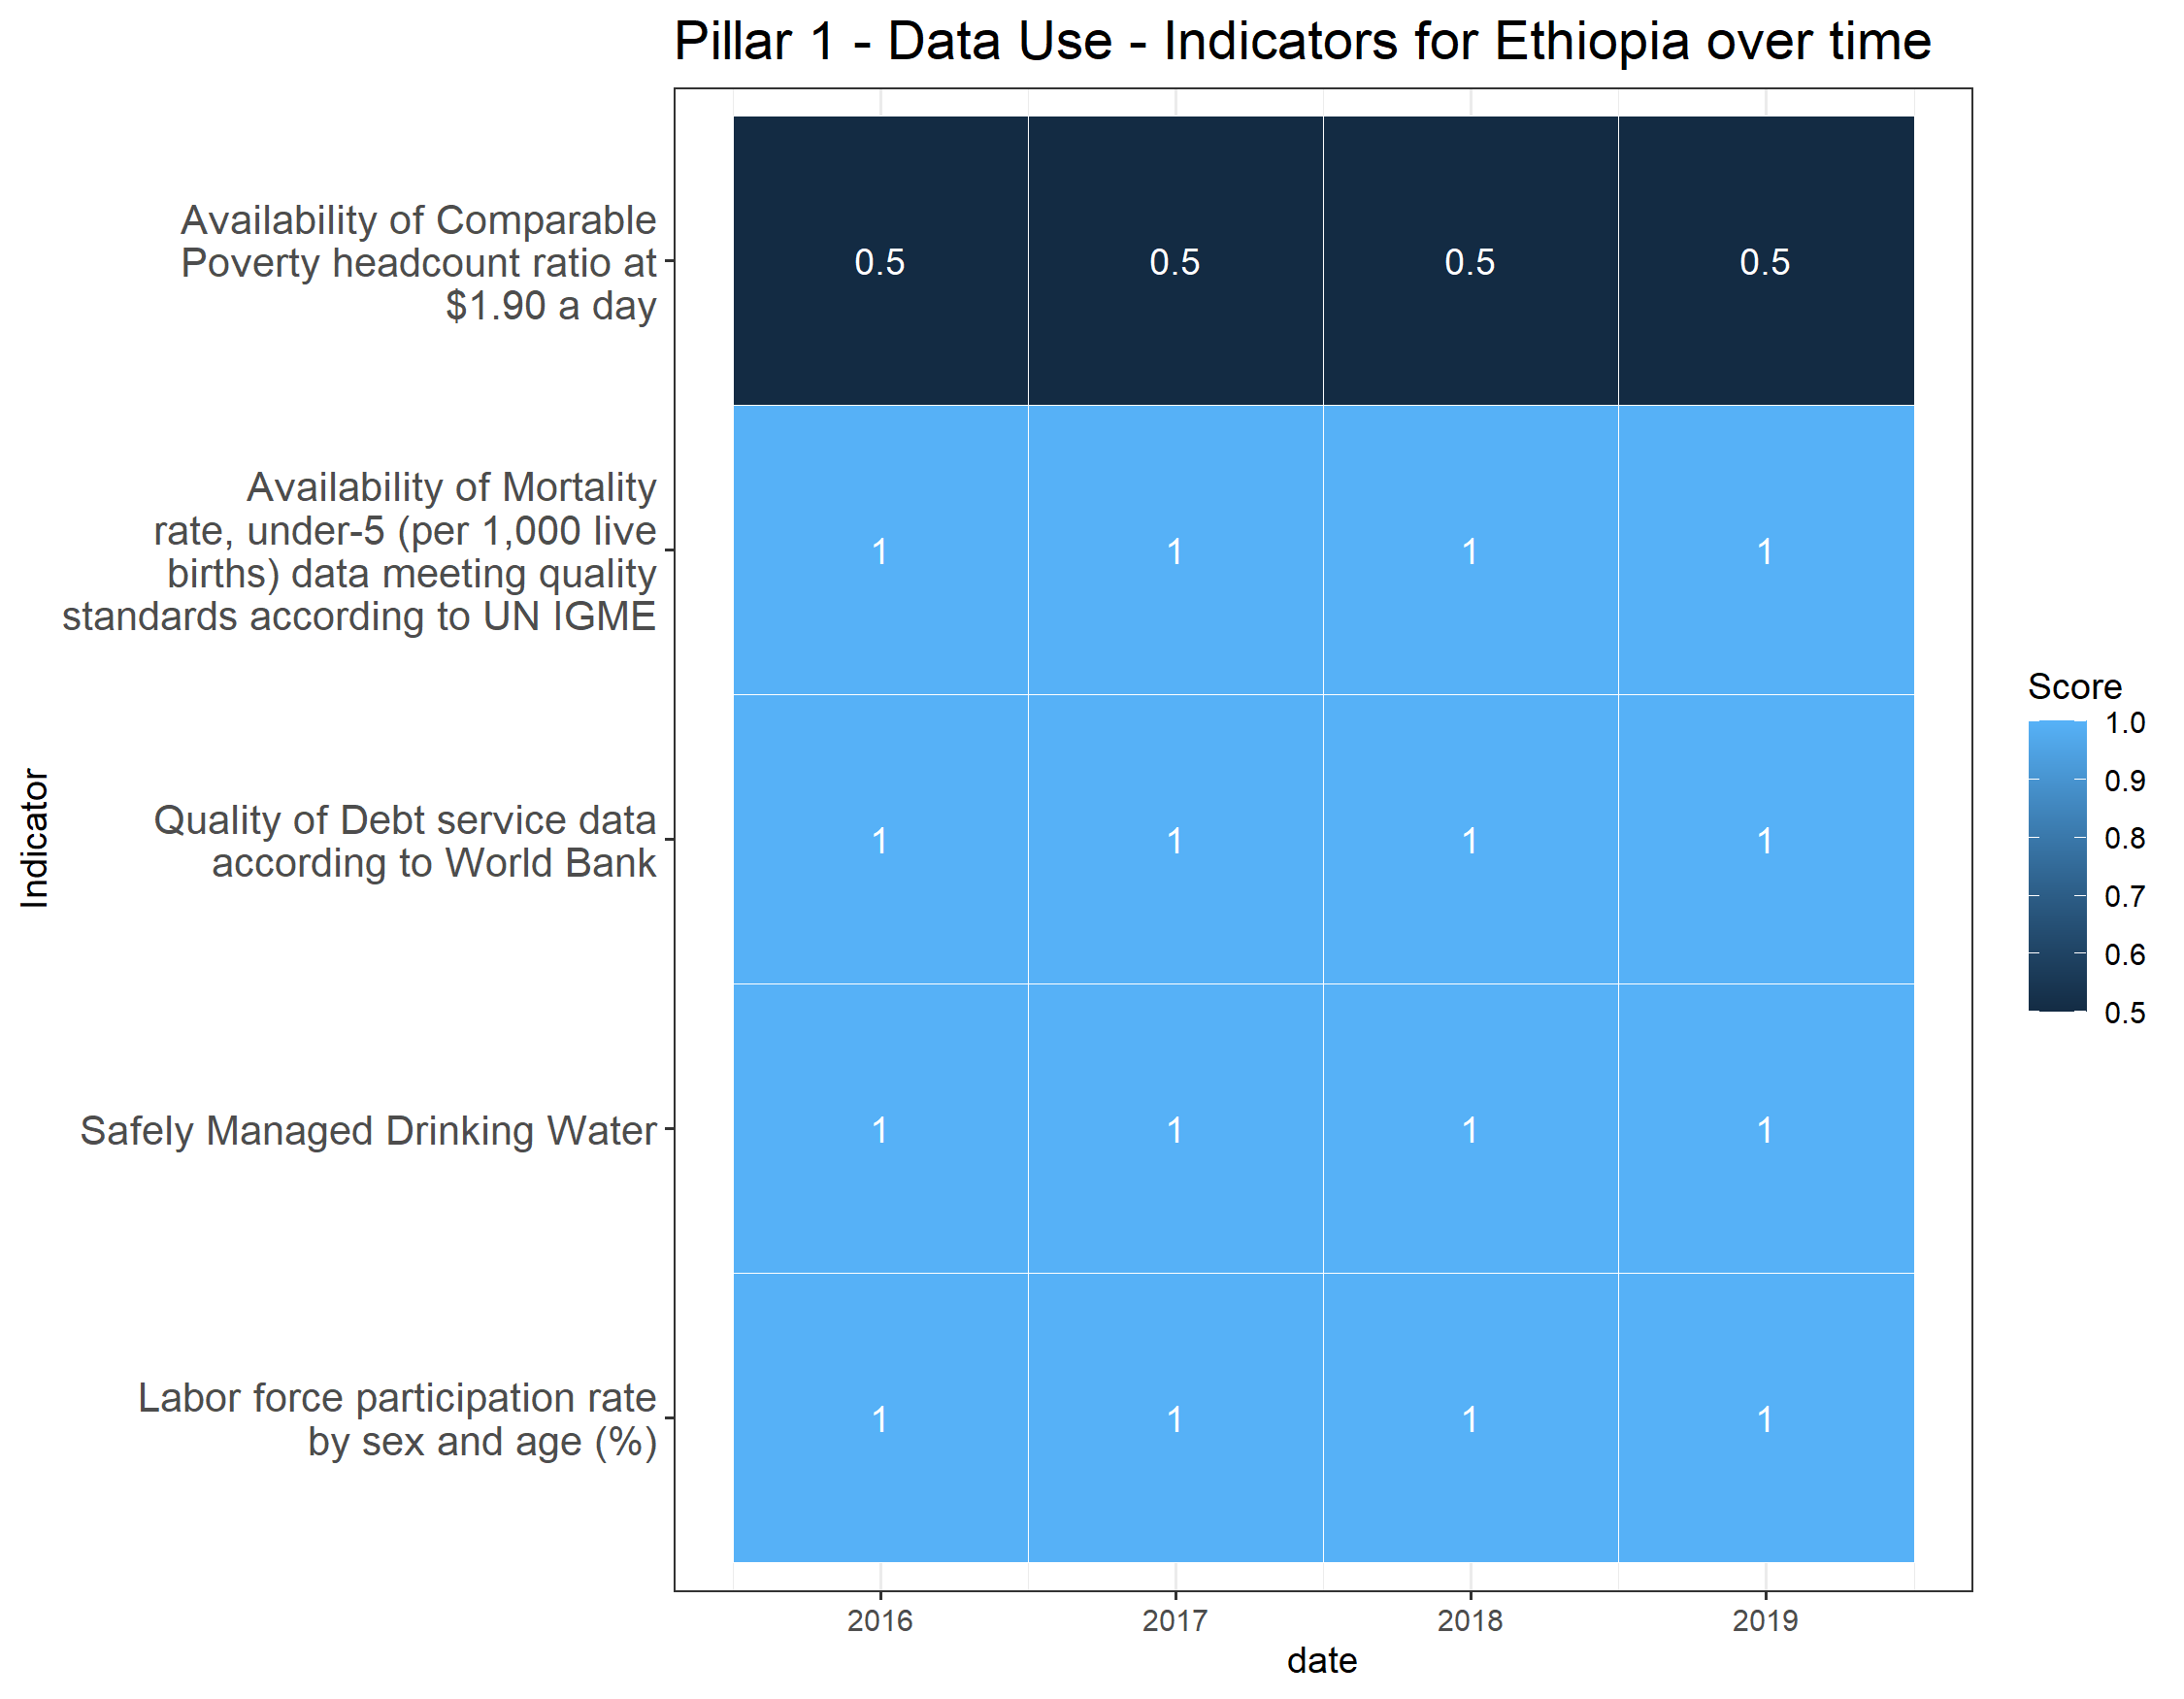 Pillar 1 - Data Use - Indicators for Ethiopia over time
Indicator
Availability of Comparable
Poverty headcount ratio at
$1.90 a day
0.5 0.5 0.5 0.5
Availability of Mortality
rate, under-5 (per 1,000 live
births) data meeting quality
standards according to UN IGME
1 1 1 1
Quality of Debt service data
according to World Bank
1 1 1 1
Safely Managed Drinking Water
1 1 1 1
Labor force participation rate
by sex and age (%)
1 1 1 1
2016 2017 2018 2019
date
Score
1.0
0.9
0.8
0.7
0.6
0.5